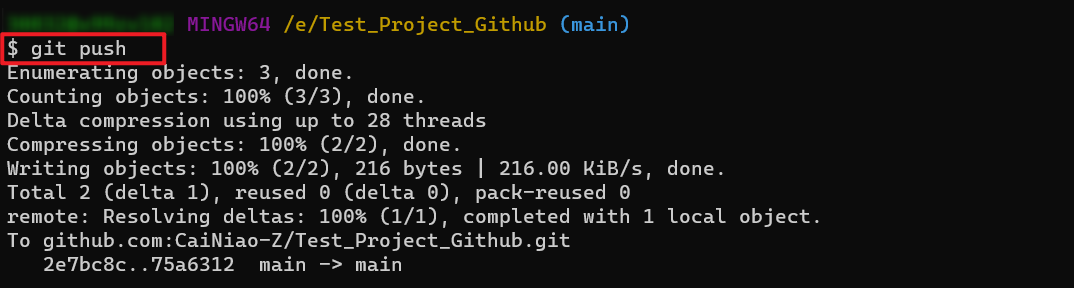 MINGW64 /e/Test_Project_Github (main)
$ git push
Enumerating objects: 3, done.
Counting objects: 100% (3/3), done.
Delta compression using up to 28 threads
Compressing objects: 100% (2/2), done.
Writing objects: 100% (2/2), 216 bytes | 216.00 KiB/s, done.
Total 2 (delta 1), reused 0 (delta 0), pack-reused 0
remote: Resolving deltas: 100% (1/1), completed with 1 local object.
To github.com:CaiNiao-Z/Test_Project_Github.git
   2e7bc8c..75a6312  main -> main